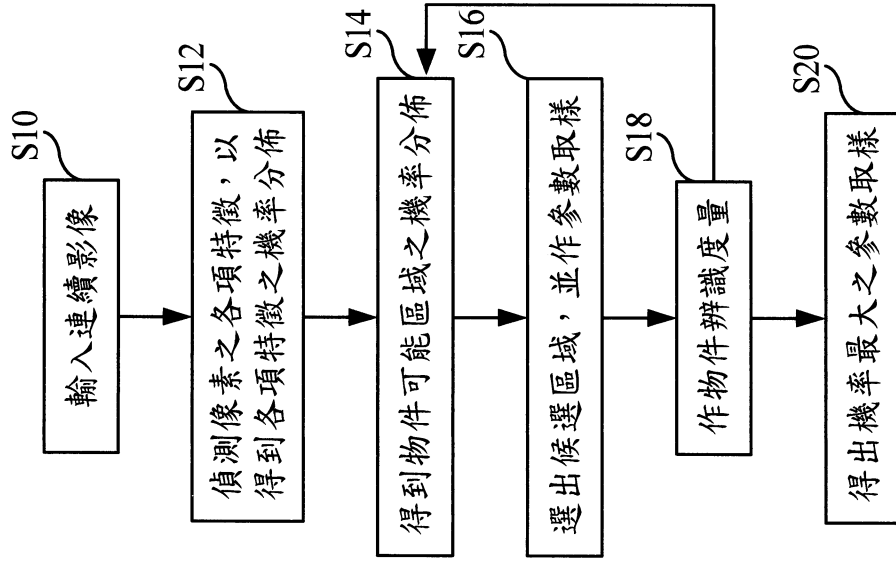 S10
輸入連續影像
S12
偵測像素之各項特徵，以
得到各項特徵之機率分佈
S14
得到物件可能區域之機率分佈
S16
選出候選區域，並作參數取樣
S18
作物件辨識度量
S20
得出機率最大之參數取樣